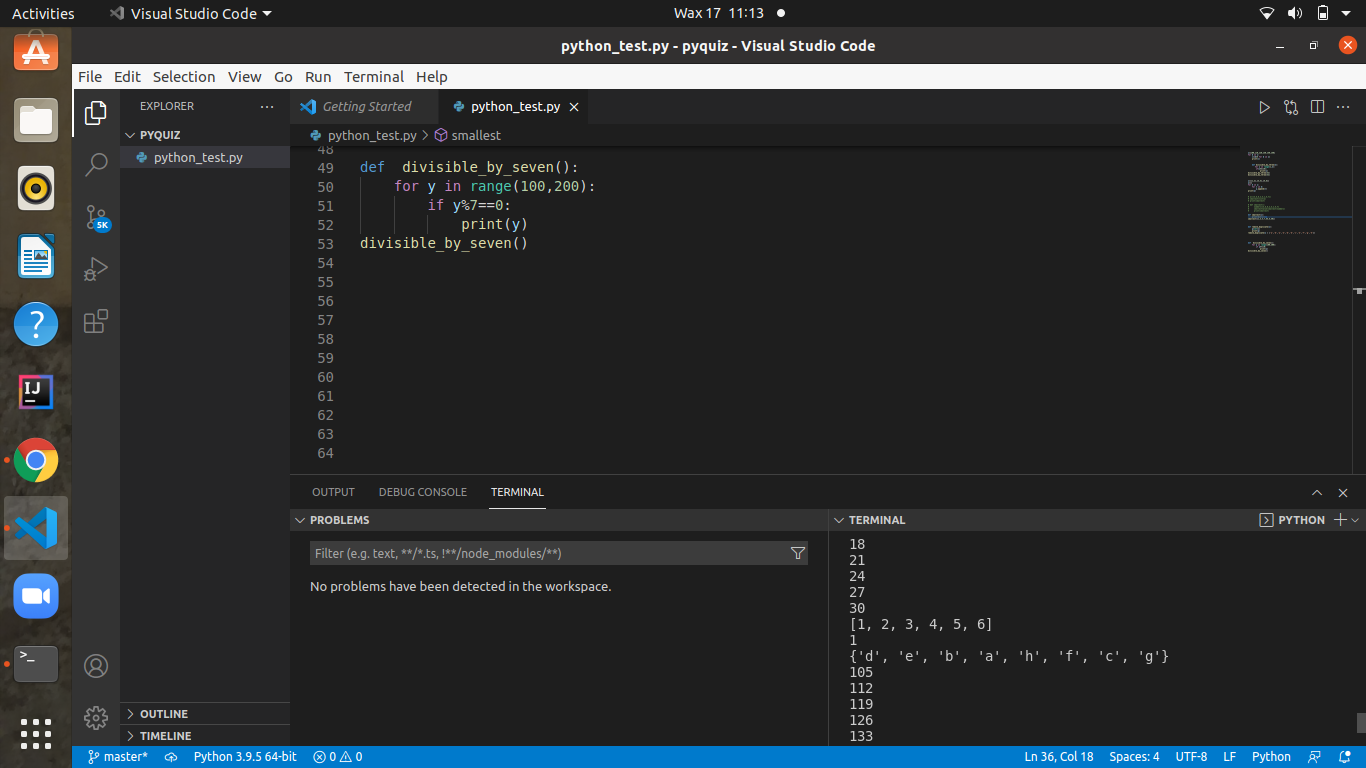 Activities
Visual Studio Code
Wax 17 11:13
python_test.py - pyquiz - Visual Studio Code
File Edit Selection View Go Run Terminal Help
EXPLORER
PYQUIZ
python_test.py
5K
Getting Started
python_test.py
python_test.py > smallest
48
49 def  divisible_by_seven():
50     for y in range(100,200):
51         if y%7==0:
52             print(y)
53 divisible_by_seven()
54
55
56
57
58
59
60
61
62
63
64
OUTPUT DEBUG CONSOLE TERMINAL
PROBLEMS
Filter (e.g. text, **/*.ts, !**/node_modules/**)
No problems have been detected in the workspace.
TERMINAL
PYTHON
18
21
24
27
30
[1, 2, 3, 4, 5, 6]
1
{'d', 'e', 'b', 'a', 'h', 'f', 'c', 'g'}
105
112
119
126
133
OUTLINE
TIMELINE
master* Python 3.9.5 64-bit 0 0 Ln 36, Col 18 Spaces: 4 UTF-8 LF Python